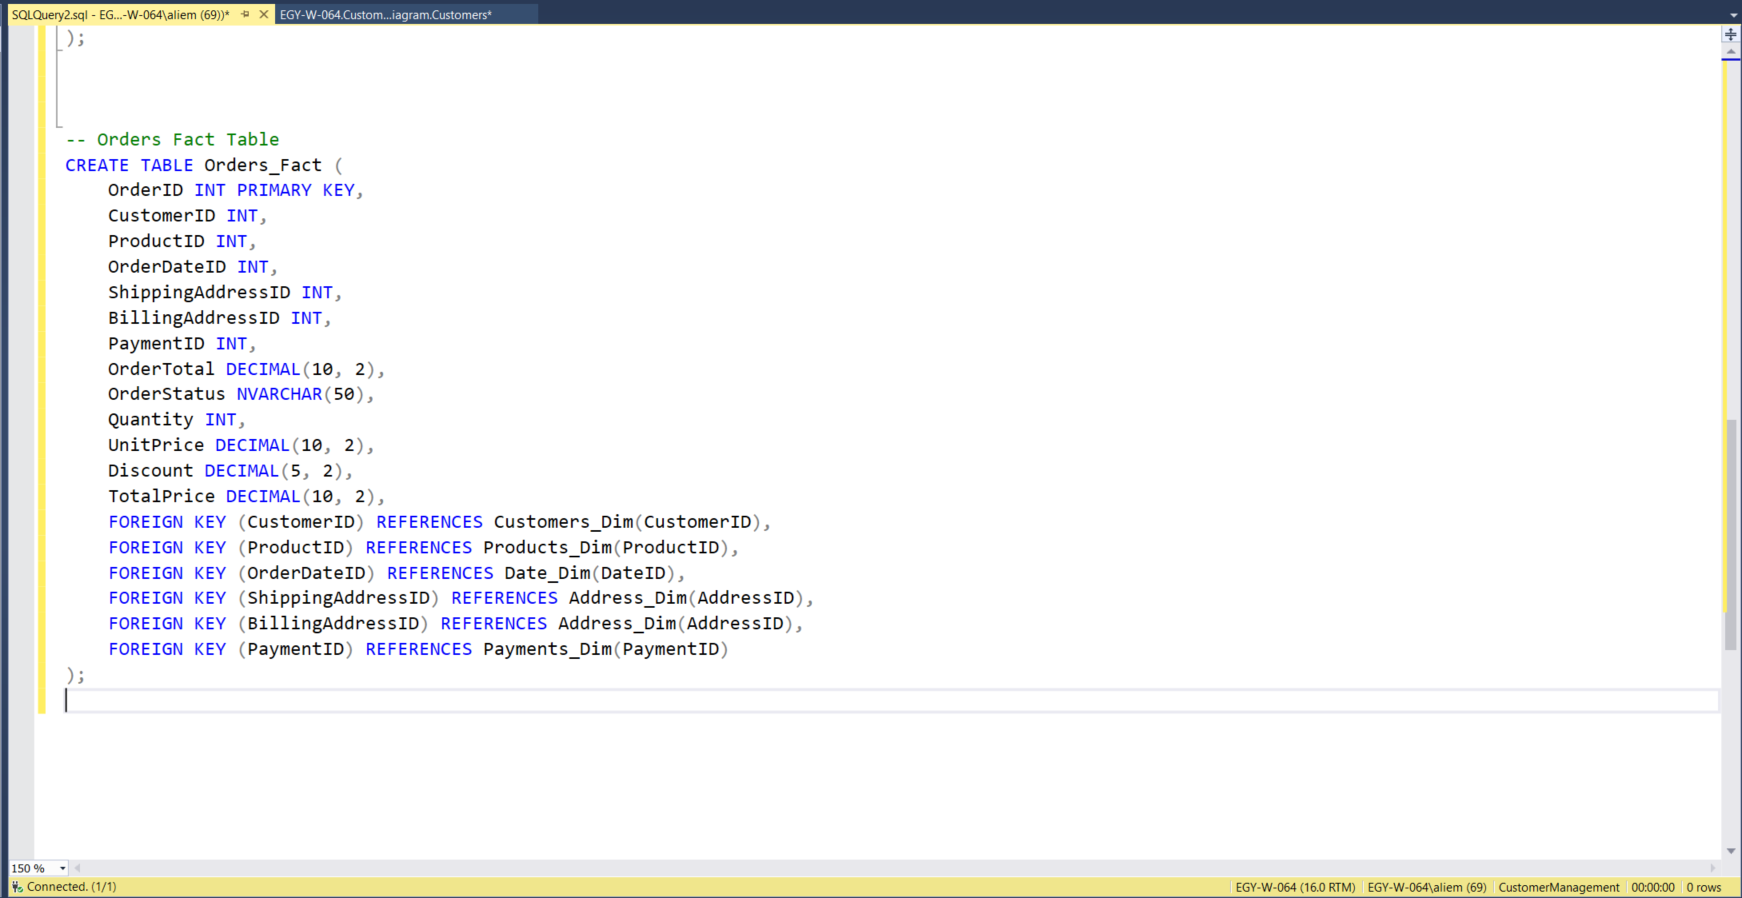 SQLQuery2.sql - EG...-W-064\aliem (69))* EGY-W-064.Custom...iagram.Customers*
);
-- Orders Fact Table
CREATE TABLE Orders_Fact (
    OrderID INT PRIMARY KEY,
    CustomerID INT,
    ProductID INT,
    OrderDateID INT,
    ShippingAddressID INT,
    BillingAddressID INT,
    PaymentID INT,
    OrderTotal DECIMAL(10, 2),
    OrderStatus NVARCHAR(50),
    Quantity INT,
    UnitPrice DECIMAL(10, 2),
    Discount DECIMAL(5, 2),
    TotalPrice DECIMAL(10, 2),
    FOREIGN KEY (CustomerID) REFERENCES Customers_Dim(CustomerID),
    FOREIGN KEY (ProductID) REFERENCES Products_Dim(ProductID),
    FOREIGN KEY (OrderDateID) REFERENCES Date_Dim(DateID),
    FOREIGN KEY (ShippingAddressID) REFERENCES Address_Dim(AddressID),
    FOREIGN KEY (BillingAddressID) REFERENCES Address_Dim(AddressID),
    FOREIGN KEY (PaymentID) REFERENCES Payments_Dim(PaymentID)
);
150 %
Connected. (1/1) EGY-W-064 (16.0 RTM) EGY-W-064\aliem (69) CustomerManagement 00:00:00 0 rows